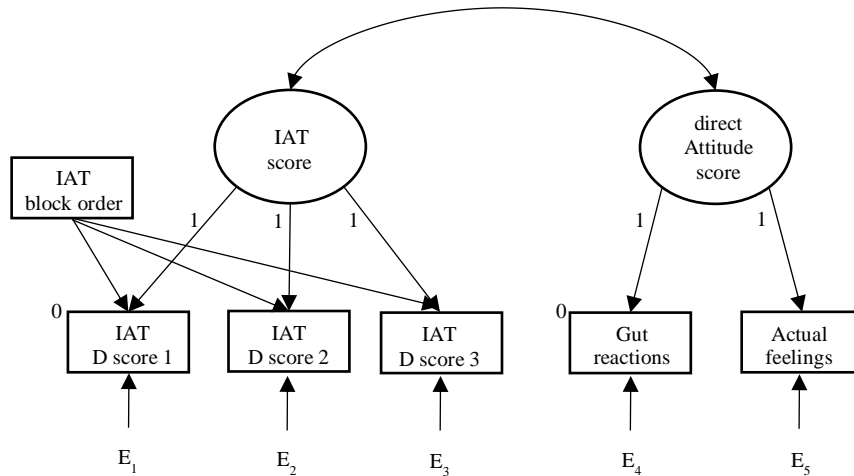 IAT
score
direct
Attitude
score
IAT
block order
1
1
1
1
1
0
0
IAT
D score 1
IAT
D score 2
IAT
D score 3
Gut
reactions
Actual
feelings
E1
E2
E3
E4
E5